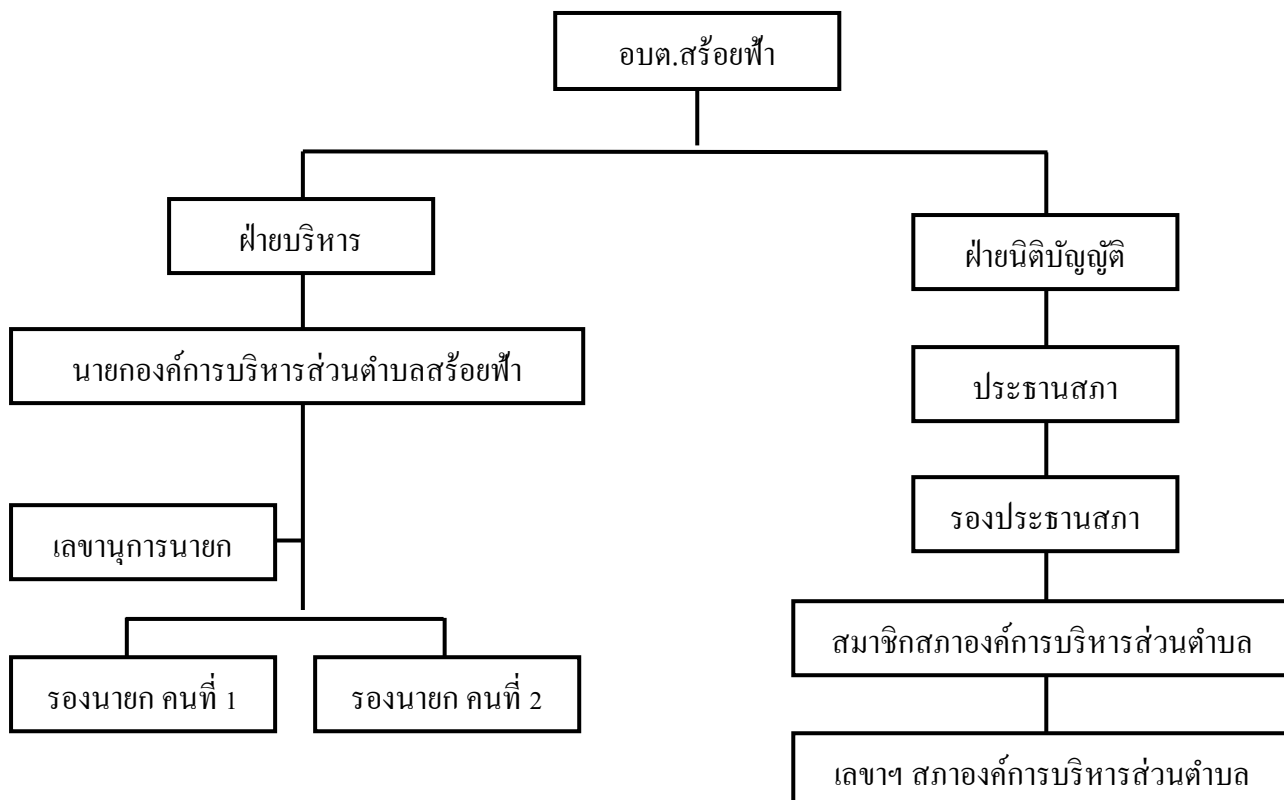 อบต.สร้อยฟ้า
ฝ่ายบริหาร
นายกองค์การบริหารส่วนตำบลสร้อยฟ้า
เลขานุการนายก
รองนายก คนที่ 1
รองนายก คนที่ 2
ฝ่ายนิติบัญญัติ
ประธานสภา
รองประธานสภา
สมาชิกสภาองค์การบริหารส่วนตำบล
เลขาฯ สภาองค์การบริหารส่วนตำบล